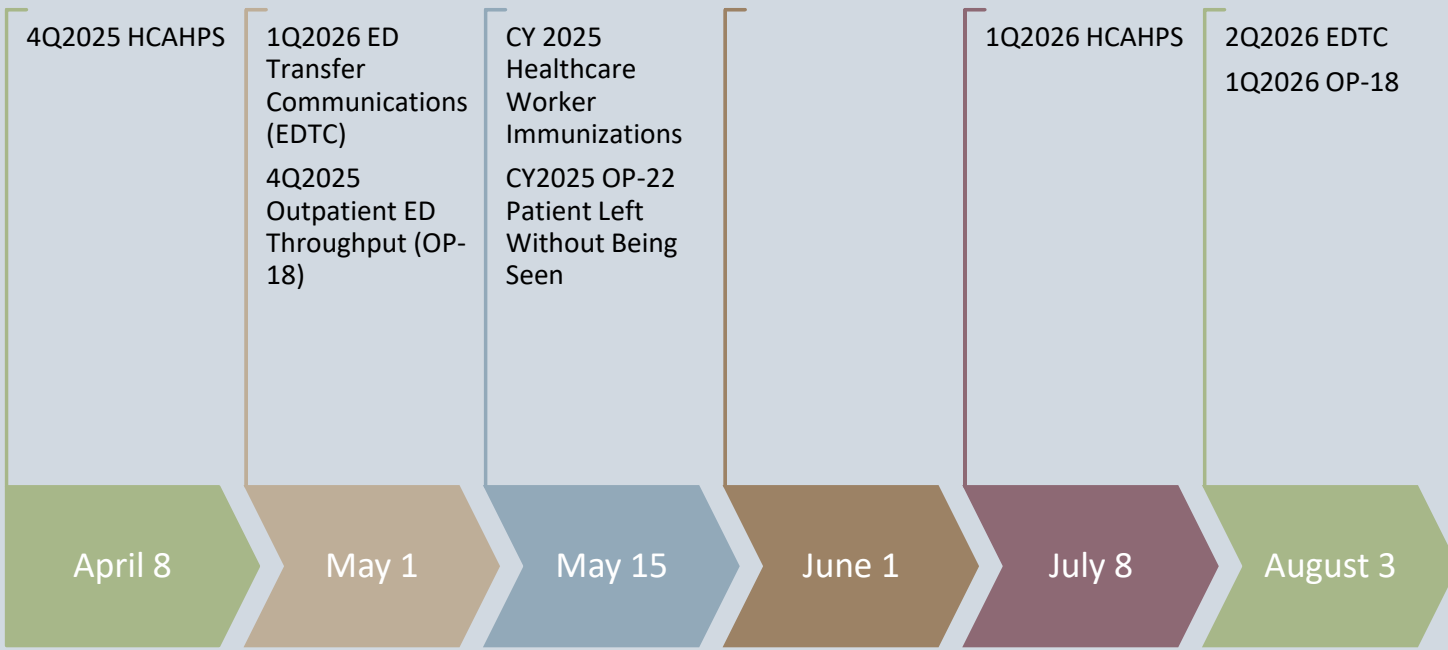 4Q2025 HCAHPS
1Q2026 ED
Transfer
Communications
(EDTC)
4Q2025
Outpatient ED
Throughput (OP-
18)
CY 2025
Healthcare
Worker
Immunizations
CY2025 OP-22
Patient Left
Without Being
Seen
1Q2026 HCAHPS
2Q2026 EDTC
1Q2026 OP-18
April 8
May 1
May 15
June 1
July 8
August 3